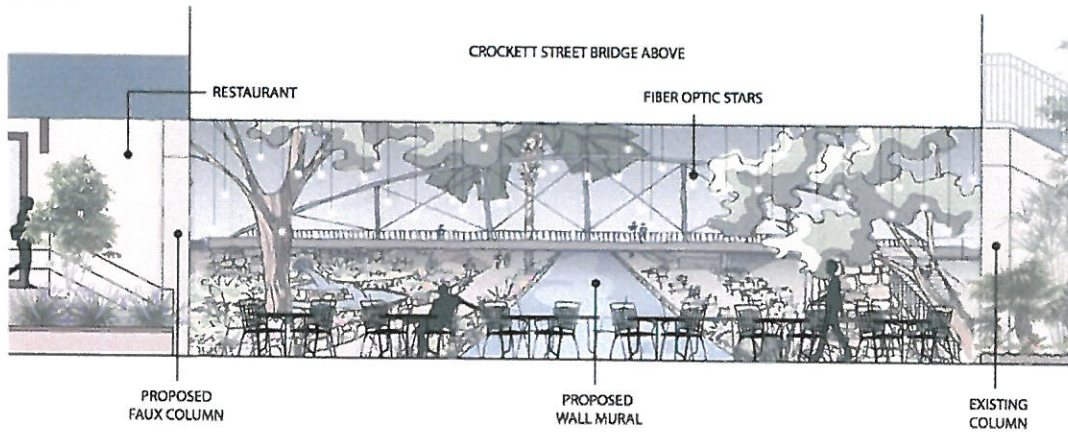 CROCKETT STREET BRIDGE ABOVE
RESTAURANT
FIBER OPTIC STARS
PROPOSED
FAUX COLUMN
PROPOSED
WALL MURAL
EXISTING
COLUMN